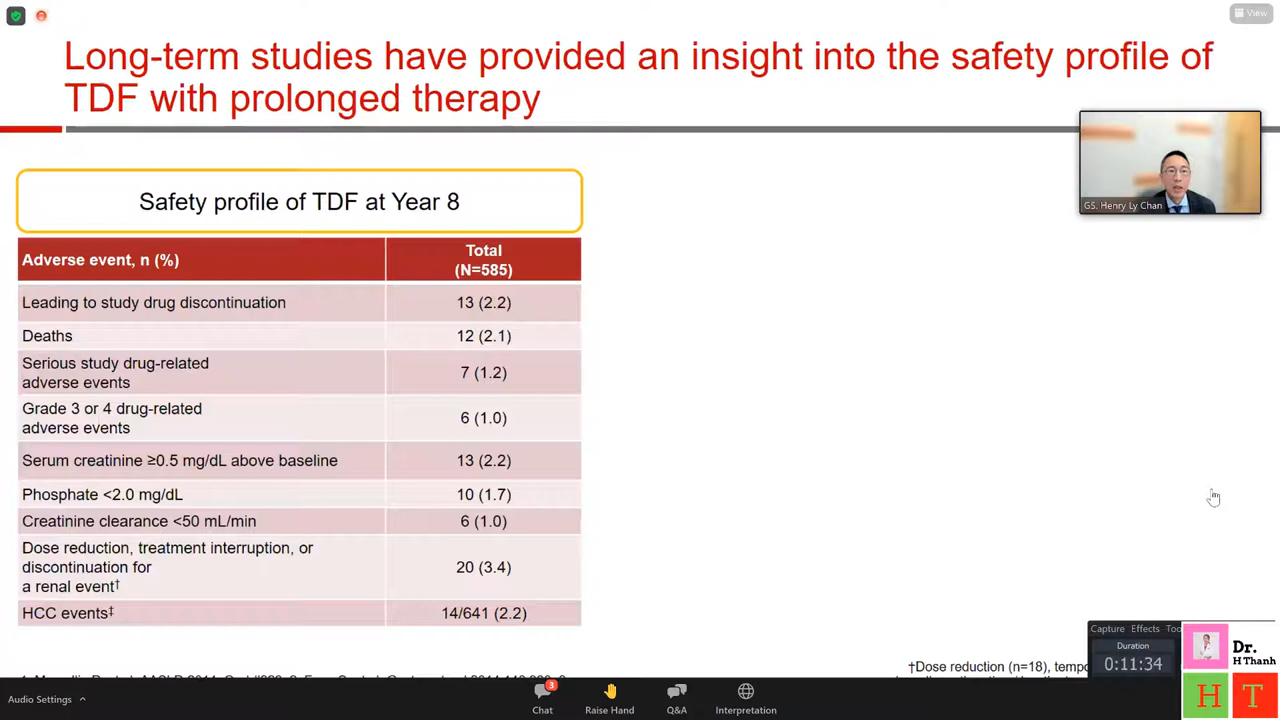 View
Long-term studies have provided an insight into the safety profile of
TDF with prolonged therapy
GS. Henry Ly Chan
Safety profile of TDF at Year 8
Adverse event, n (%)
Total
(N=585)
Leading to study drug discontinuation
13 (2.2)
Deaths
12 (2.1)
Serious study drug-related
adverse events
7 (1.2)
Grade 3 or 4 drug-related
adverse events
6 (1.0)
Serum creatinine ≥0.5 mg/dL above baseline
13 (2.2)
Phosphate <2.0 mg/dL
10 (1.7)
Creatinine clearance <50 mL/min
6 (1.0)
Dose reduction, treatment interruption, or
discontinuation for
a renal event†
20 (3.4)
HCC events‡
14/641 (2.2)
Capture Effects
Duration
0:11:34
Dr.
H Thanh
H T
†Dose reduction (n=18),
Audio Settings
3
Chat
Raise Hand
Q&A
Interpretation